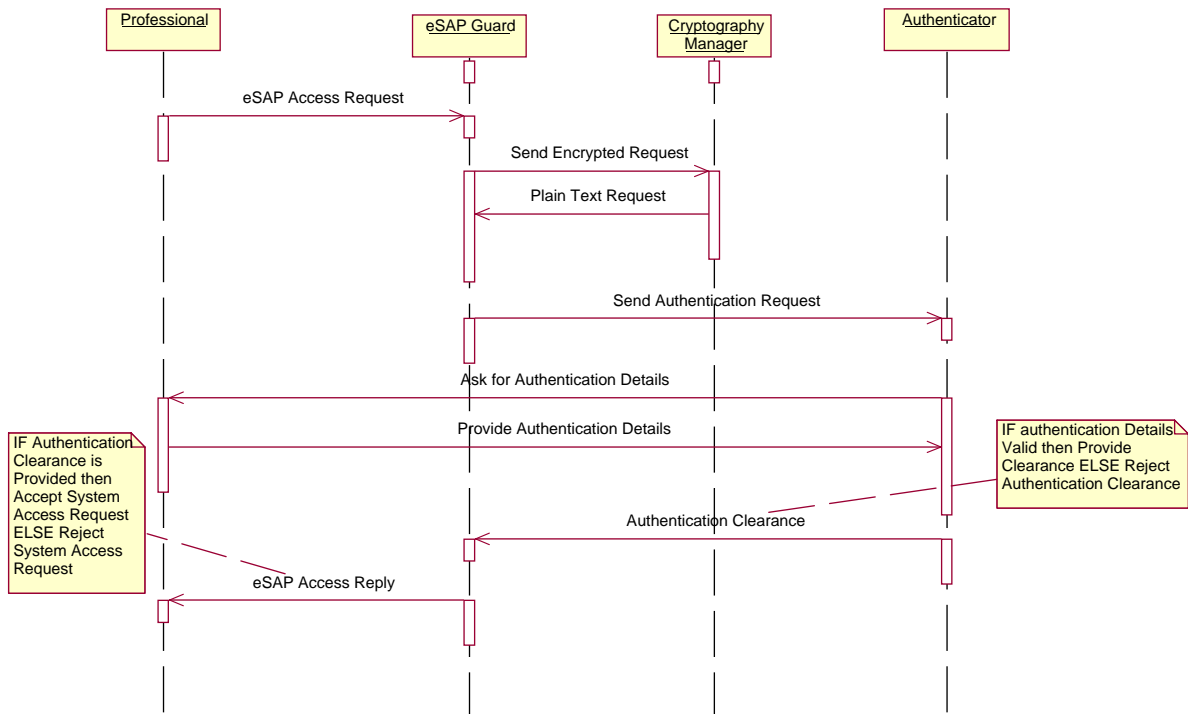 Professional
eSAP Guard
Cryptography
Manager
Authenticator
eSAP Access Request
Send Encrypted Request
Plain Text Request
Send Authentication Request
Ask for Authentication Details
Provide Authentication Details
IF Authentication
Clearance is
Provided then
Accept System
Access Request
ELSE Reject
System Access
Request
IF authentication Details
Valid then Provide
Clearance ELSE Reject
Authentication Clearance
Authentication Clearance
eSAP Access Reply